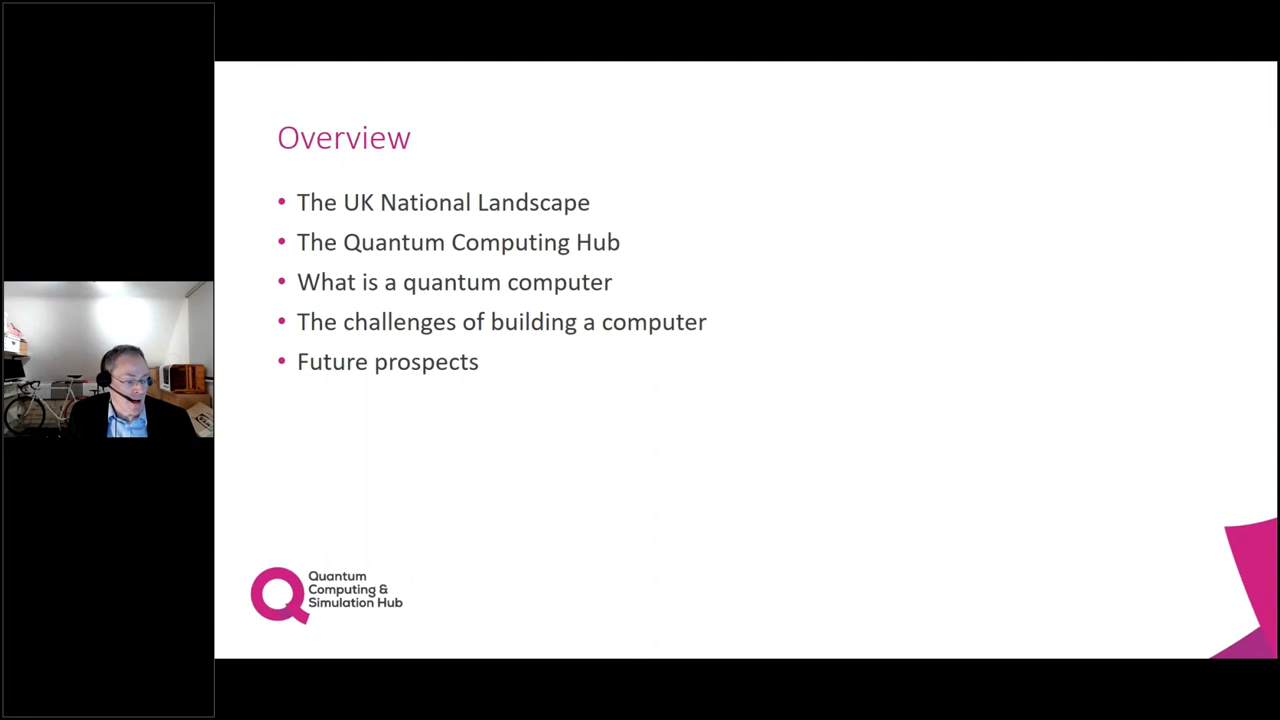 Overview
• The UK National Landscape
• The Quantum Computing Hub
• What is a quantum computer
• The challenges of building a computer
• Future prospects
Quantum
Computing &
Simulation Hub